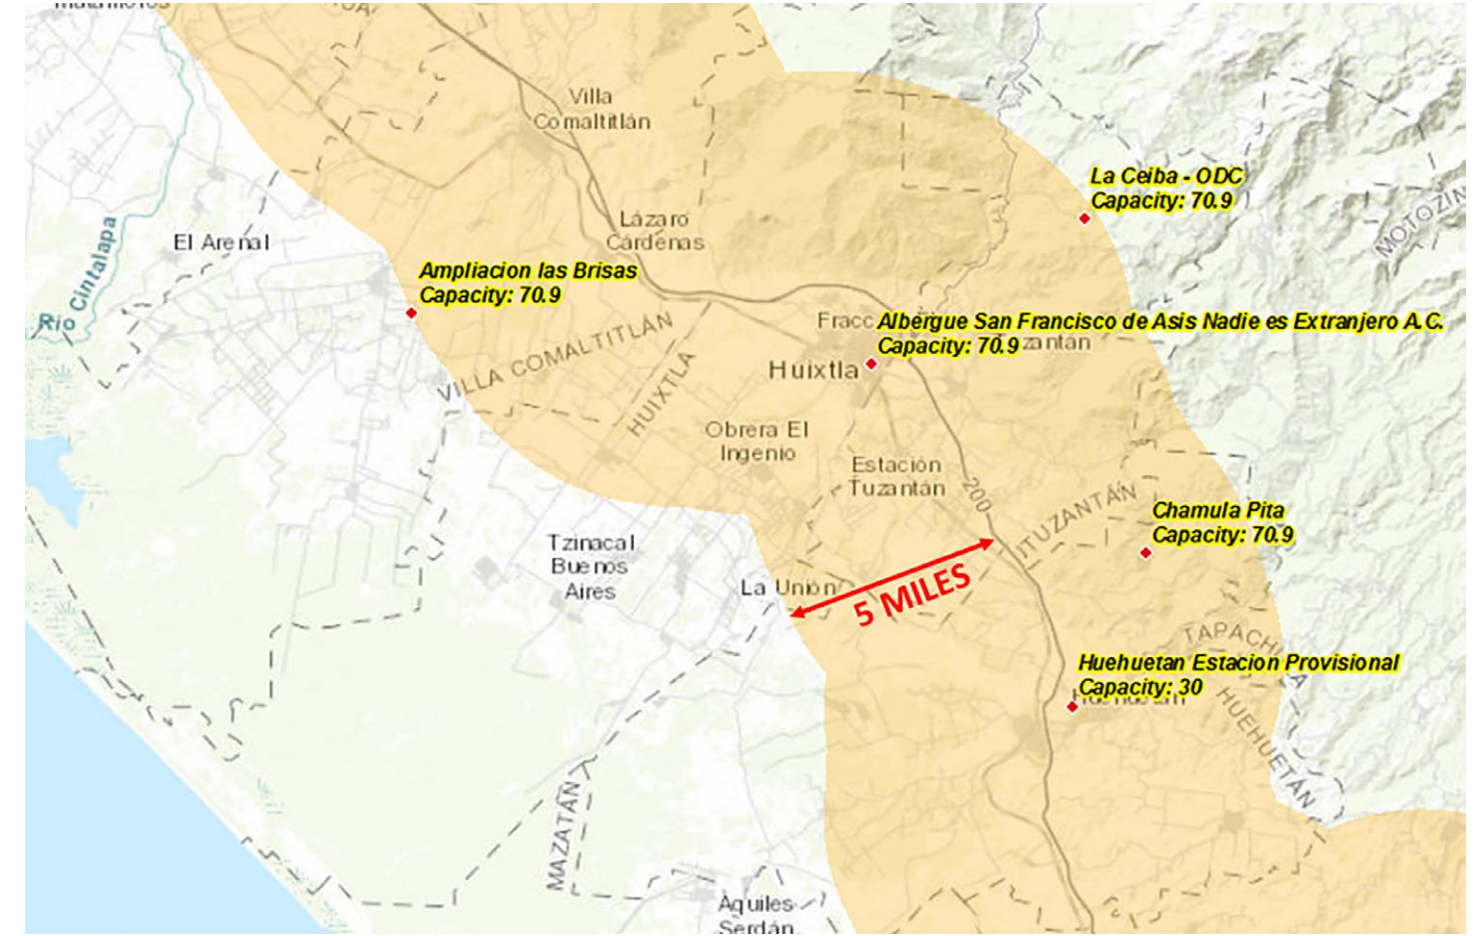 Villa
Comaltitlán
La Ceiba - ODC
Capacity: 70.9
MOTOZIN
Lázaro
Cárdenas
El Arenal
Río Cintalapa
Ampliacion las Brisas
Capacity: 70.9
Fracc
Albergue San Francisco de Asis Nadie es Extranjero A.C.
Capacity: 70.9
zantán
VILLA COMALTITLÁN
HUIXTLA
Huixtla
Obrera El
Ingenio
Estación
Tuzantán
200
TUZANTÁN
Chamula Pita
Capacity: 70.9
Tzinacal
Buenos
Aires
La Unión
5 MILES
TAPACHULA
Huehuetan Estacion Provisional
Capacity: 30
HUEHUETÁN
MAZATÁN
Aquiles
Serdán